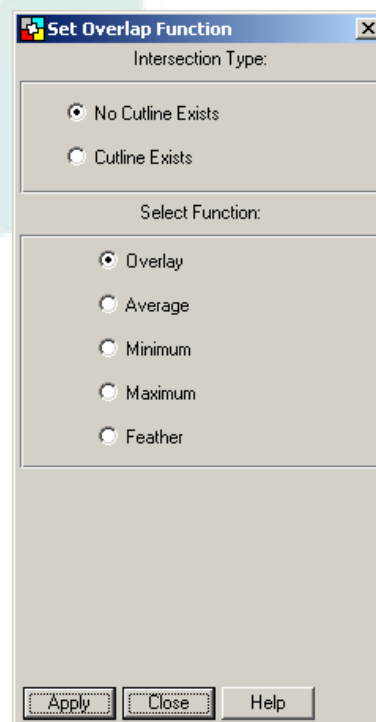 Set Overlap Function
Intersection Type:
No Cutline Exists
Cutline Exists
Select Function:
Overlay
Average
Minimum
Maximum
Feather
Apply Close Help